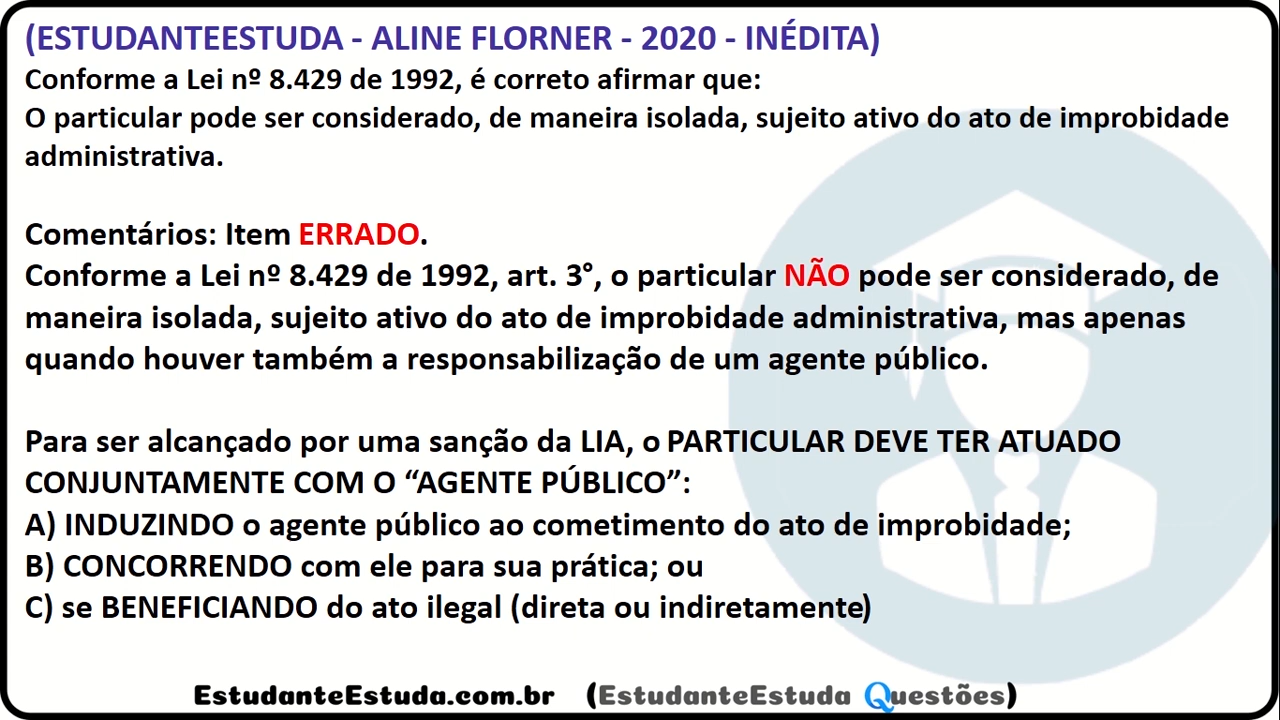 (ESTUDANTEESTUDA - ALINE FLORNER - 2020 - INÉDITA)
Conforme a Lei nº 8.429 de 1992, é correto afirmar que:
O particular pode ser considerado, de maneira isolada, sujeito ativo do ato de improbidade
administrativa.
Comentários: Item ERRADO.
Conforme a Lei nº 8.429 de 1992, art. 3°, o particular NÃO pode ser considerado, de
maneira isolada, sujeito ativo do ato de improbidade administrativa, mas apenas
quando houver também a responsabilização de um agente público.
Para ser alcançado por uma sanção da LIA, o PARTICULAR DEVE TER ATUADO
CONJUNTAMENTE COM O “AGENTE PÚBLICO”:
A) INDUZINDO o agente público ao cometimento do ato de improbidade;
B) CONCORRENDO com ele para sua prática; ou
C) se BENEFICIANDO do ato ilegal (direta ou indiretamente)
EstudanteEstuda.com.br (EstudanteEstuda Questões)